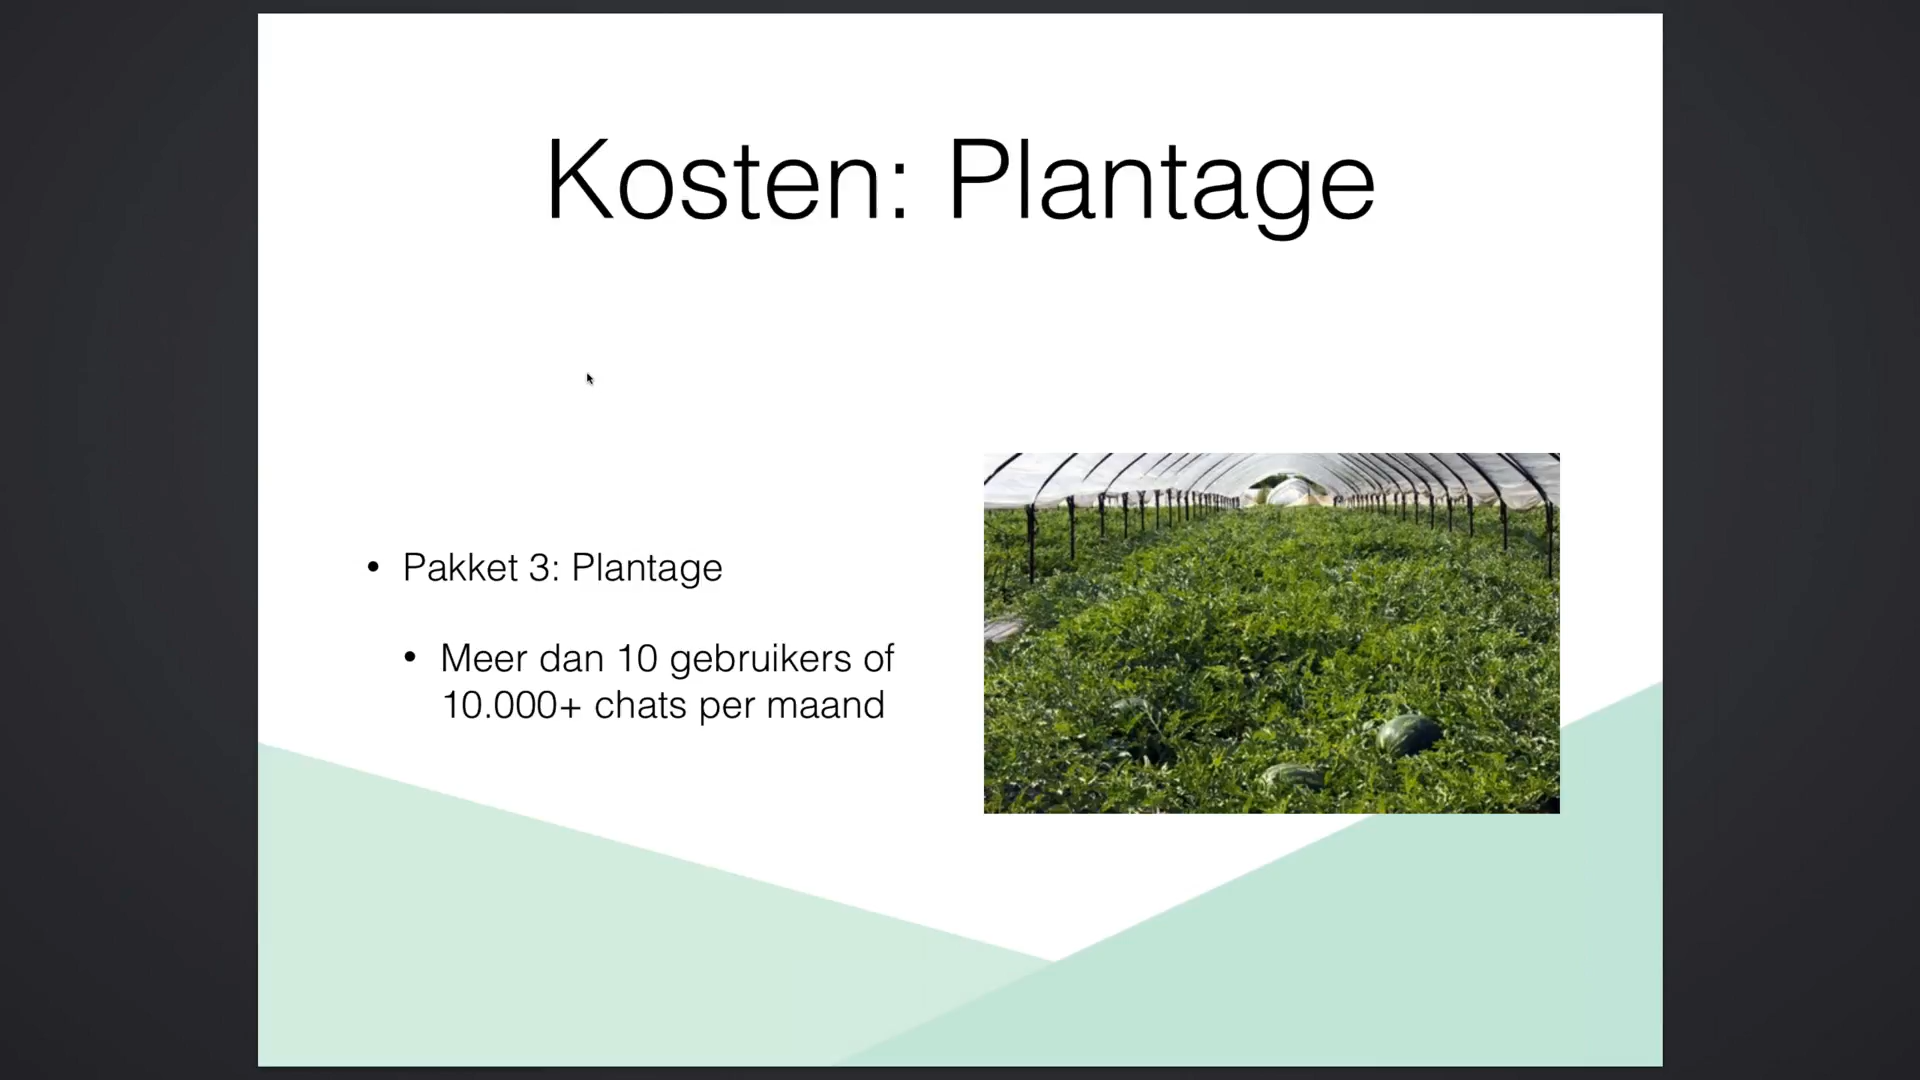 Kosten: Plantage
• Pakket 3: Plantage
• Meer dan 10 gebruikers of
10.000+ chats per maand